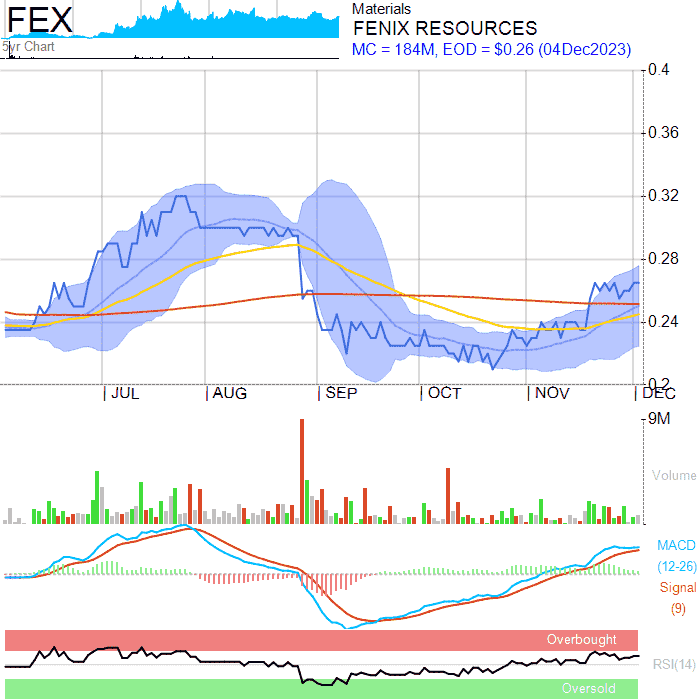 FEX
5yr Chart
Materials
FENIX RESOURCES
MC = 184M, EOD = $0.26 (04Dec2023)
0.4
0.36
0.32
0.28
0.24
0.2
JUL AUG SEP OCT NOV DEC
9M
Volume
MACD
(12-26)
Signal
(9)
Overbought
RSI(14)
Oversold